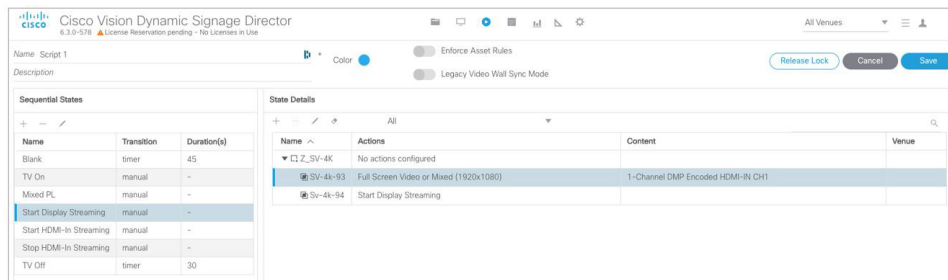 CISCO Cisco Vision Dynamic Signage Director
6.3.0-578 License Reservation pending - No Licenses in Use
All Venues
Name Script 1 *
Color
Enforce Asset Rules
Description
Legacy Video Wall Sync Mode
Release Lock Cancel Save
Sequential States
State Details
All
Name Transition Duration(s)
Blank timer 45
TV On manual -
Mixed PL manual -
Start Display Streaming manual -
Start HDMI-In Streaming manual -
Stop HDMI-In Streaming manual -
TV Off timer 30
Name Actions Content Venue
Z_SV-4K No actions configured
SV-4k-93 Full Screen Video or Mixed (1920x1080) 1-Channel DMP Encoded HDMI-IN CH1
Sv-4k-94 Start Display Streaming